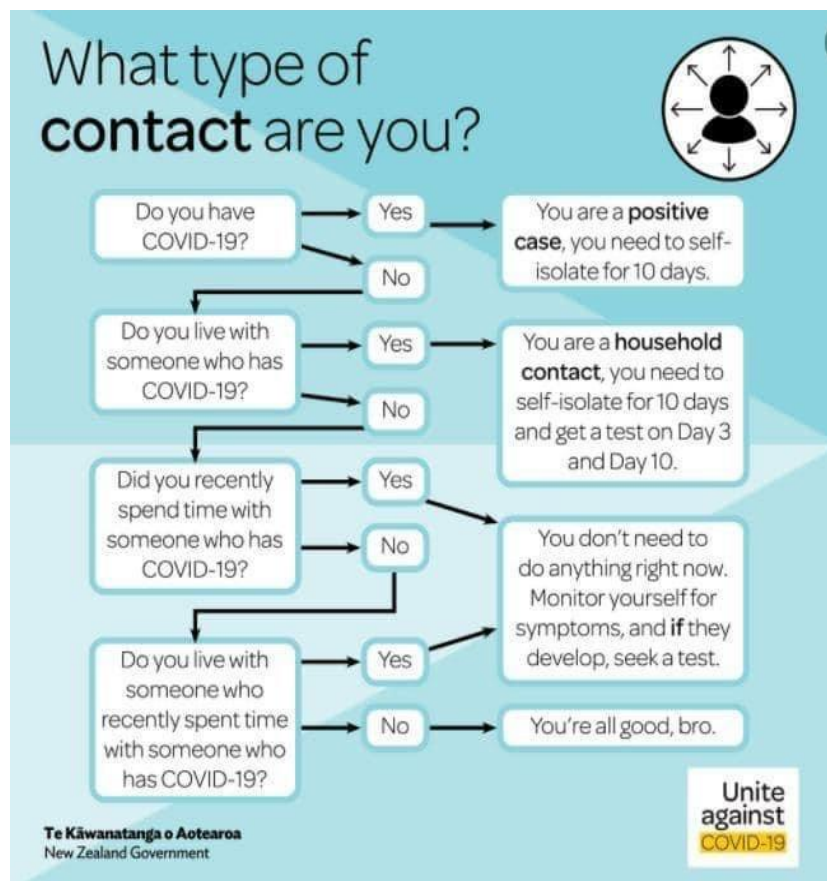 What type of
contact are you?
Do you have
COVID-19?
Yes
You are a positive
case, you need to self-
isolate for 10 days.
No
Do you live with
someone who has
COVID-19?
Yes
You are a household
contact, you need to
self-isolate for 10 days
and get a test on Day 3
and Day 10.
No
Did you recently
spend time with
someone who has
COVID-19?
Yes
No
You don't need to
do anything right now.
Monitor yourself for
symptoms, and if they
develop, seek a test.
Do you live with
someone who
recently spent time
with someone who
has COVID-19?
Yes
No
You're all good, bro.
Te Kāwanatanga o Aotearoa
New Zealand Government
Unite
against
COVID-19